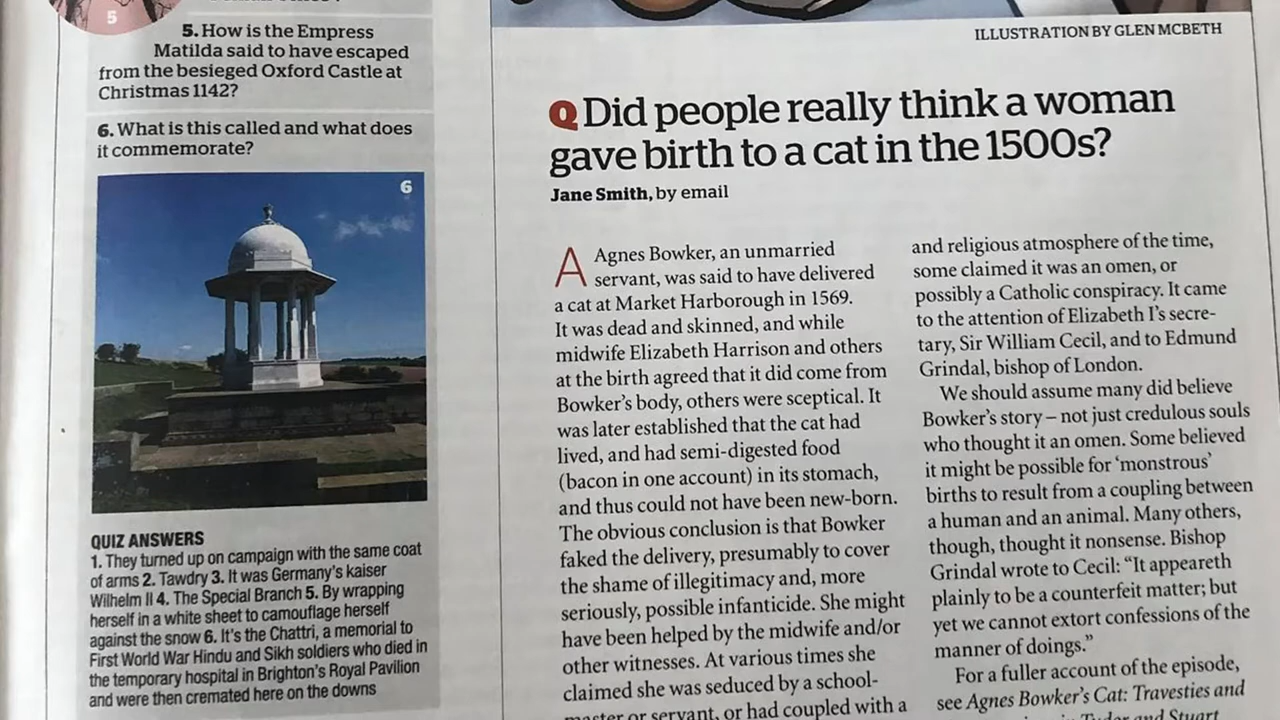 5
5. How is the Empress
Matilda said to have escaped
from the besieged Oxford Castle at
Christmas 1142?
6. What is this called and what does
it commemorate?
6
QUIZ ANSWERS
1. They turned up on campaign with the same coat
of arms 2. Tawdry 3. It was Germany's kaiser
Wilhelm II 4. The Special Branch 5. By wrapping
herself in a white sheet to camouflage herself
against the snow 6. It's the Chattri, a memorial to
First World War Hindu and Sikh soldiers who died in
the temporary hospital in Brighton's Royal Pavilion
and were then cremated here on the downs
ILLUSTRATION BY GLEN MCBETH
Q Did people really think a woman
gave birth to a cat in the 1500s?
Jane Smith, by email
A Agnes Bowker, an unmarried
servant, was said to have delivered
a cat at Market Harborough in 1569.
It was dead and skinned, and while
midwife Elizabeth Harrison and others
at the birth agreed that it did come from
Bowker's body, others were sceptical. It
was later established that the cat had
lived, and had semi-digested food
(bacon in one account) in its stomach,
and thus could not have been new-born.
The obvious conclusion is that Bowker
faked the delivery, presumably to cover
the shame of illegitimacy and, more
seriously, possible infanticide. She might
have been helped by the midwife and/or
other witnesses. At various times she
claimed she was seduced by a school-
master or servant, or had coupled with a
and religious atmosphere of the time,
some claimed it was an omen, or
possibly a Catholic conspiracy. It came
to the attention of Elizabeth I's secre-
tary, Sir William Cecil, and to Edmund
Grindal, bishop of London.
We should assume many did believe
Bowker's story – not just credulous souls
who thought it an omen. Some believed
it might be possible for 'monstrous'
births to result from a coupling between
a human and an animal. Many others,
though, thought it nonsense. Bishop
Grindal wrote to Cecil: "It appeareth
plainly to be a counterfeit matter; but
yet we cannot extort confessions of the
manner of doings."
For a fuller account of the episode,
see Agnes Bowker's Cat: Travesties and
in Tudor and Stuart